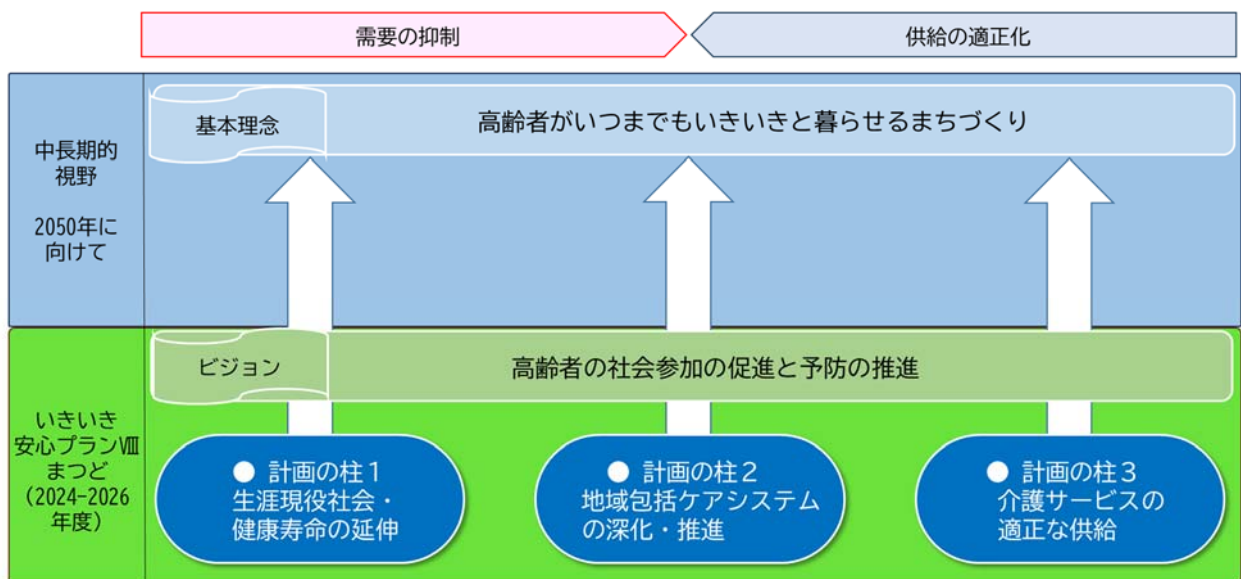 需要の抑制
供給の適正化
中長期的
視野
2050年に
向けて
基本理念
高齢者がいつまでもいきいきと暮らせるまちづくり
ビジョン
高齢者の社会参加の促進と予防の推進
いきいき
安心プランⅧ
まつど
(2024-2026
年度)
● 計画の柱1
生涯現役社会・
健康寿命の延伸
● 計画の柱2
地域包括ケアシステム
の深化・推進
● 計画の柱3
介護サービスの
適正な供給